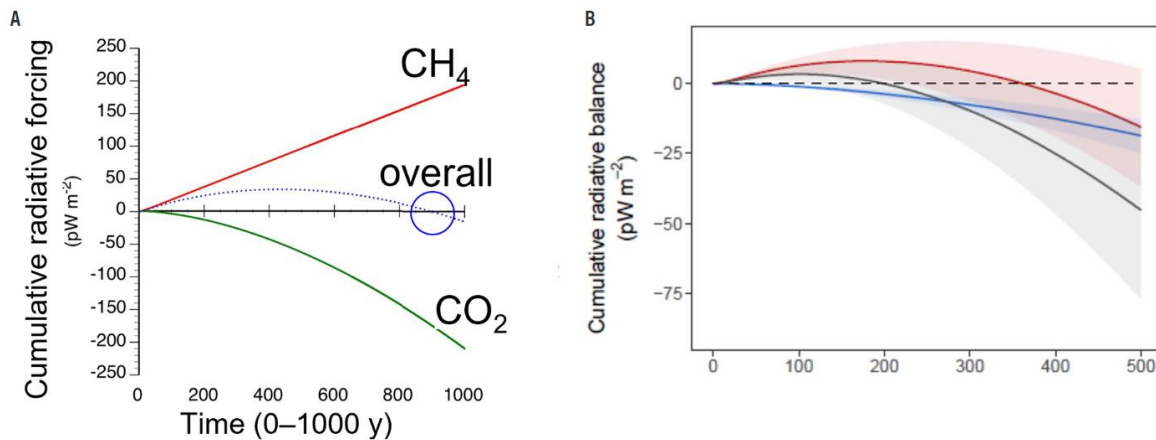 A
Cumulative radiative forcing
(pW m-2)
250
200
150
100
50
0
-50
-100
-150
-200
-250
CH4
overall
CO2
0 200 400 600 800 1000
Time (0–1000 y)
B
Cumulative radiative balance
(pW m−2)
0
−25
−50
−75
0 100 200 300 400 500